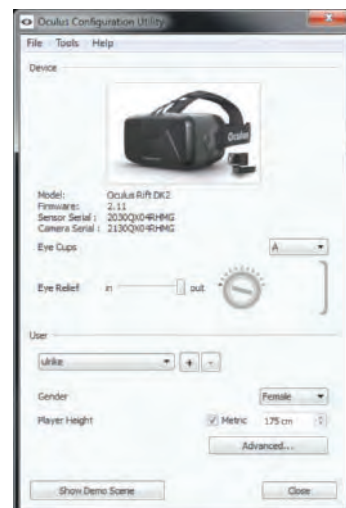 Oculus Configuration Utility
File Tools Help
Device
Oculus
Model: Oculus Rift DK2
Firmware: 2.11
Sensor Serial : 2030QX04RHMG
Camera Serial : 2130QX04RHMG
Eye Cups A
Eye Relief in out
User
ulrike + -
Gender Female
Player Height Metric 175 cm
Advanced...
Show Demo Scene Close